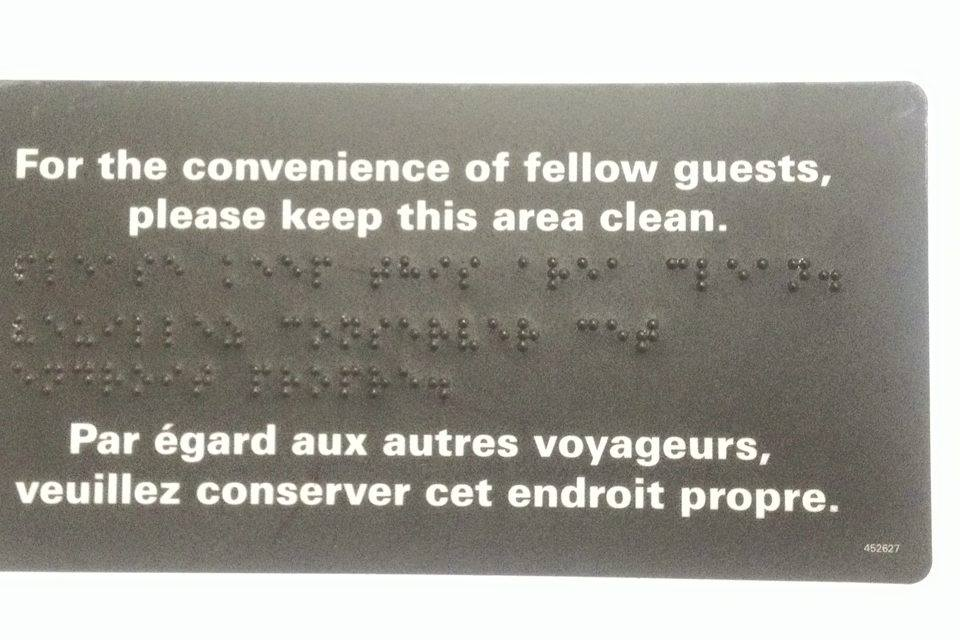 For the convenience of fellow guests,
please keep this area clean.
Par égard aux autres voyageurs,
veuillez conserver cet endroit propre.
452627